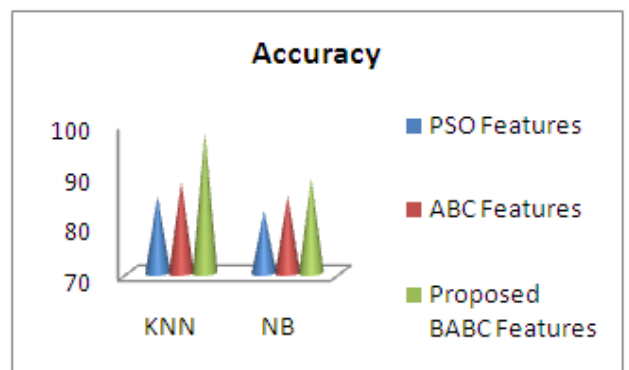 Accuracy
100
90
80
70
KNN
NB
PSO Features
ABC Features
Proposed
BABC Features